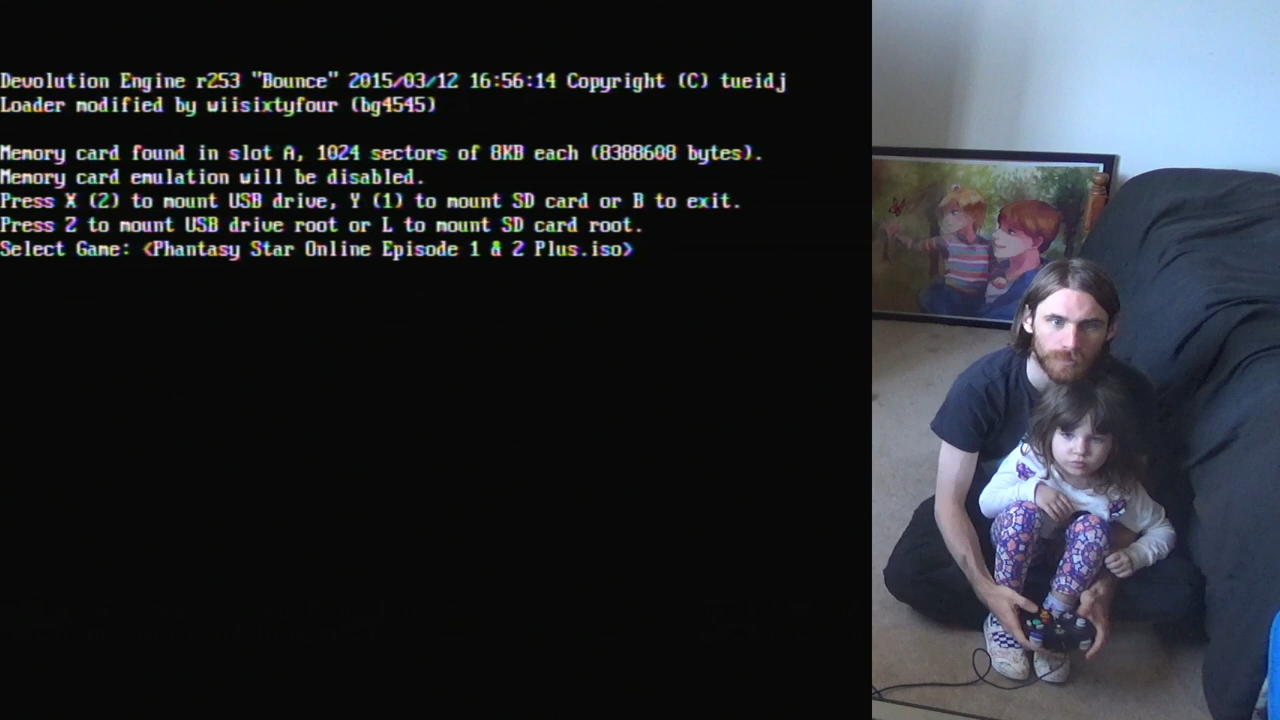 Devolution Engine r253 "Bounce" 2015/03/12 16:56:14 Copyright (C) tueidj
Loader modified by wiisixtyfour (bg4545)
Memory card found in slot A, 1024 sectors of 8KB each (8388608 bytes).
Memory card emulation will be disabled.
Press X (2) to mount USB drive, Y (1) to mount SD card or B to exit.
Press Z to mount USB drive root or L to mount SD card root.
Select Game: <Phantasy Star Online Episode 1 & 2 Plus.iso>